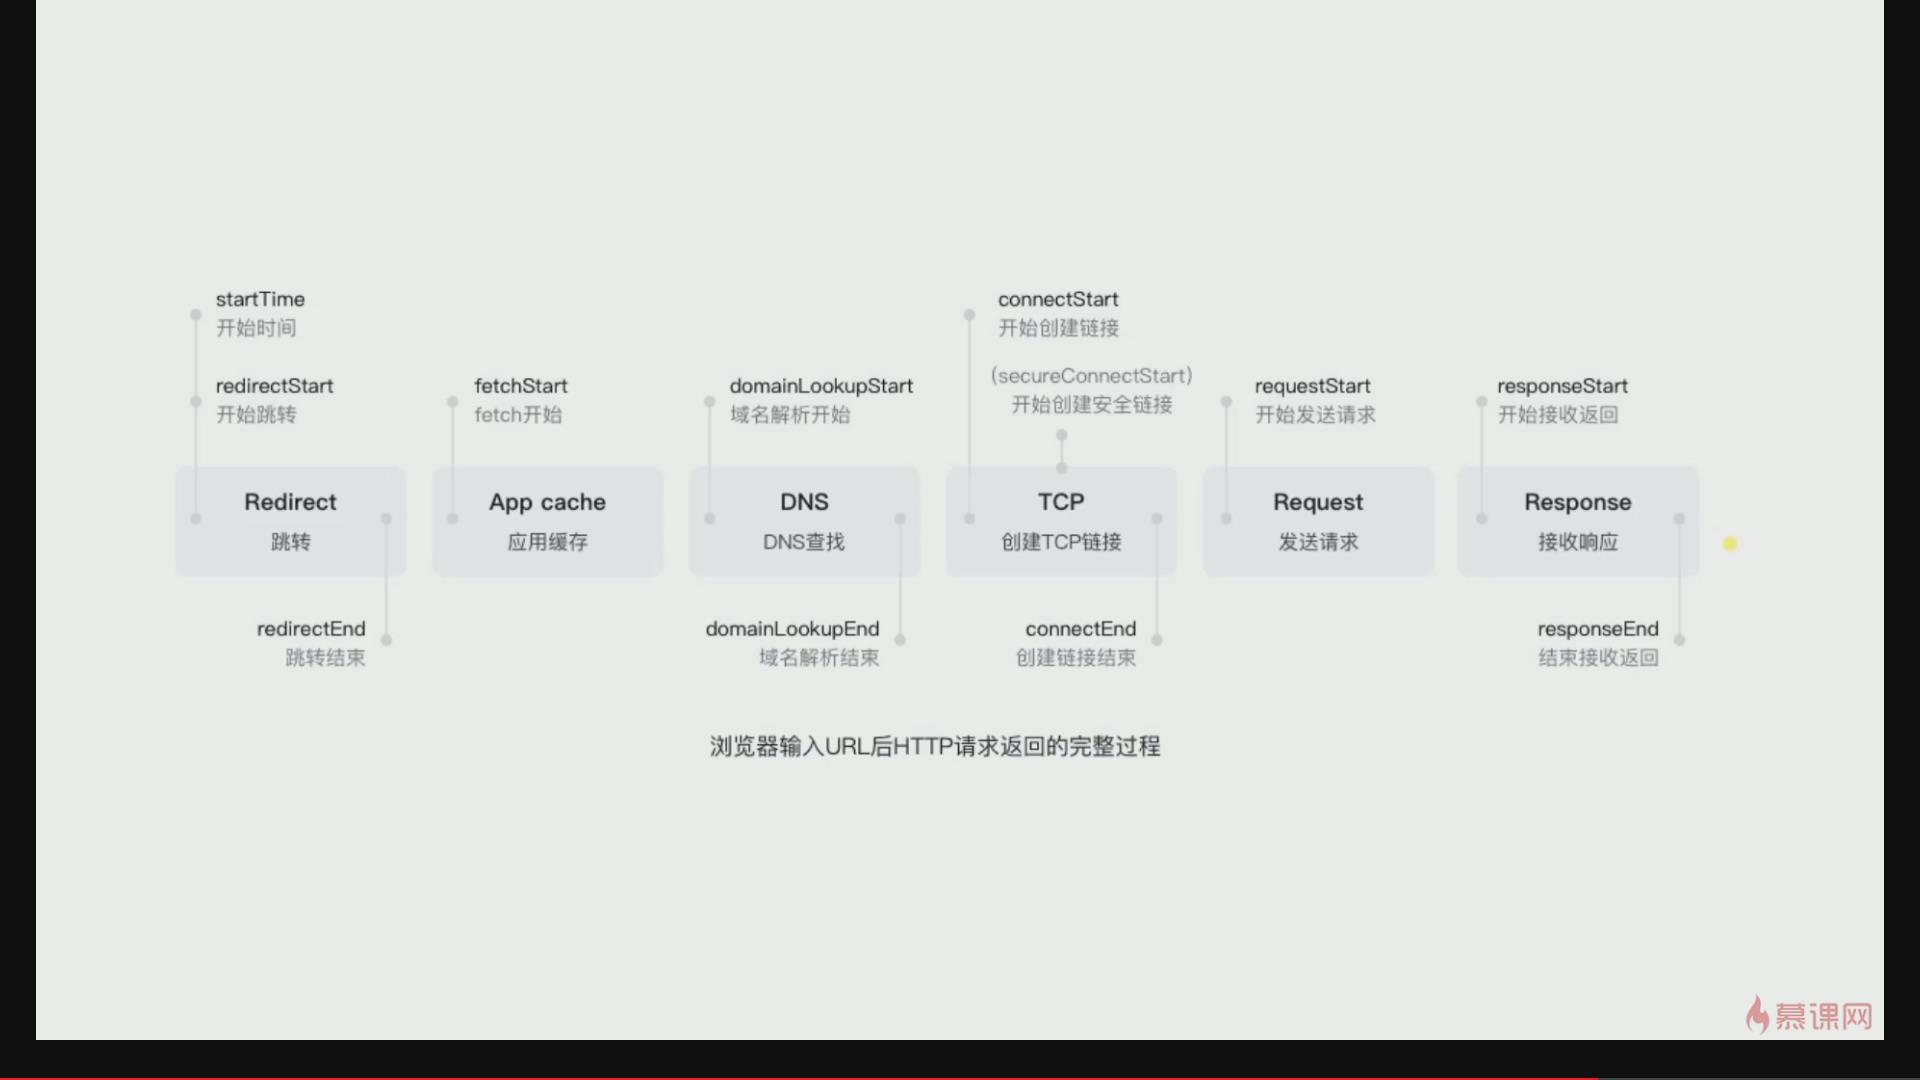 startTime
开始时间
redirectStart
开始跳转
fetchStart
fetch开始
domainLookupStart
域名解析开始
connectStart
开始创建链接
(secureConnectStart)
开始创建安全链接
requestStart
开始发送请求
responseStart
开始接收返回
Redirect
跳转
App cache
应用缓存
DNS
DNS查找
TCP
创建TCP链接
Request
发送请求
Response
接收响应
redirectEnd
跳转结束
domainLookupEnd
域名解析结束
connectEnd
创建链接结束
responseEnd
结束接收返回
浏览器输入URL后HTTP请求返回的完整过程
慕课网